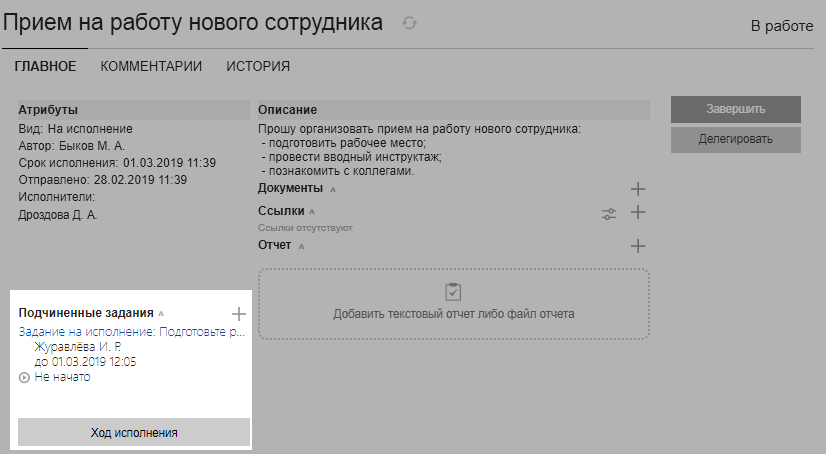 Прием на работу нового сотрудника
В работе
ГЛАВНОЕ КОММЕНТАРИИ ИСТОРИЯ
Атрибуты
Вид: На исполнение
Автор: Быков М. А.
Срок исполнения: 01.03.2019 11:39
Отправлено: 28.02.2019 11:39
Исполнители:
Дроздова Д. А.
Описание
Прошу организовать прием на работу нового сотрудника:
- подготовить рабочее место;
- провести вводный инструктаж;
- познакомить с коллегами.
Документы
Ссылки
Ссылки отсутствуют
Отчет
Добавить текстовый отчет либо файл отчета
Завершить
Делегировать
Подчиненные задания
Задание на исполнение: Подготовьте р...
Журавлёва И. Р.
до 01.03.2019 12:05
Не начато
Ход исполнения